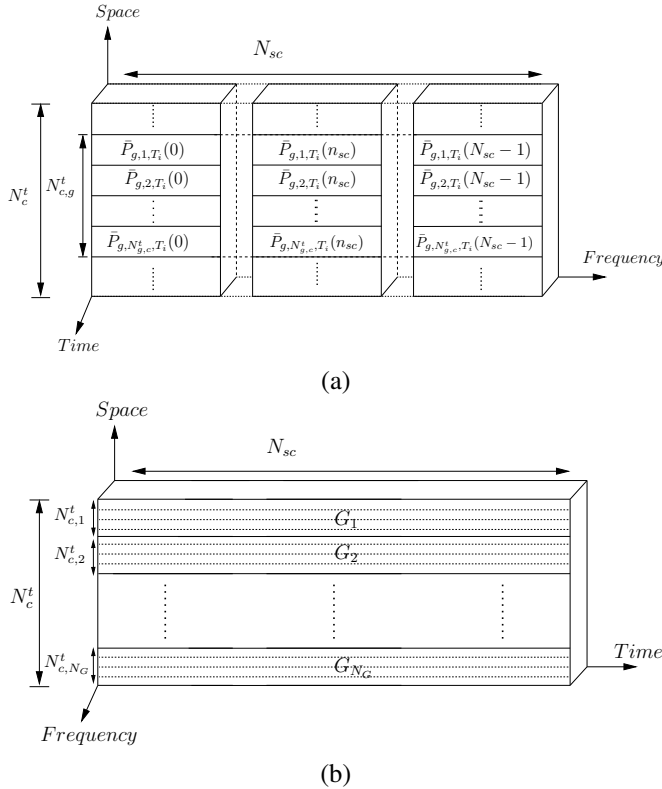 Space
N_{sc}
\bar{P}_{g,1,T_i}(0) \bar{P}_{g,1,T_i}(n_{sc}) \bar{P}_{g,1,T_i}(N_{sc}-1)
\bar{P}_{g,2,T_i}(0) \bar{P}_{g,2,T_i}(n_{sc}) \bar{P}_{g,2,T_i}(N_{sc}-1)
N_c^t N_{c,g}^t
\bar{P}_{g,N_{g,c}^t,T_i}(0) \bar{P}_{g,N_{g,c}^t,T_i}(n_{sc}) \bar{P}_{g,N_{g,c}^t,T_i}(N_{sc}-1)
Frequency
Time
(a)
Space
N_{sc}
N_{c,1}^t G_1
N_{c,2}^t G_2
N_c^t
N_{c,N_G}^t G_{N_G}
Time
Frequency
(b)